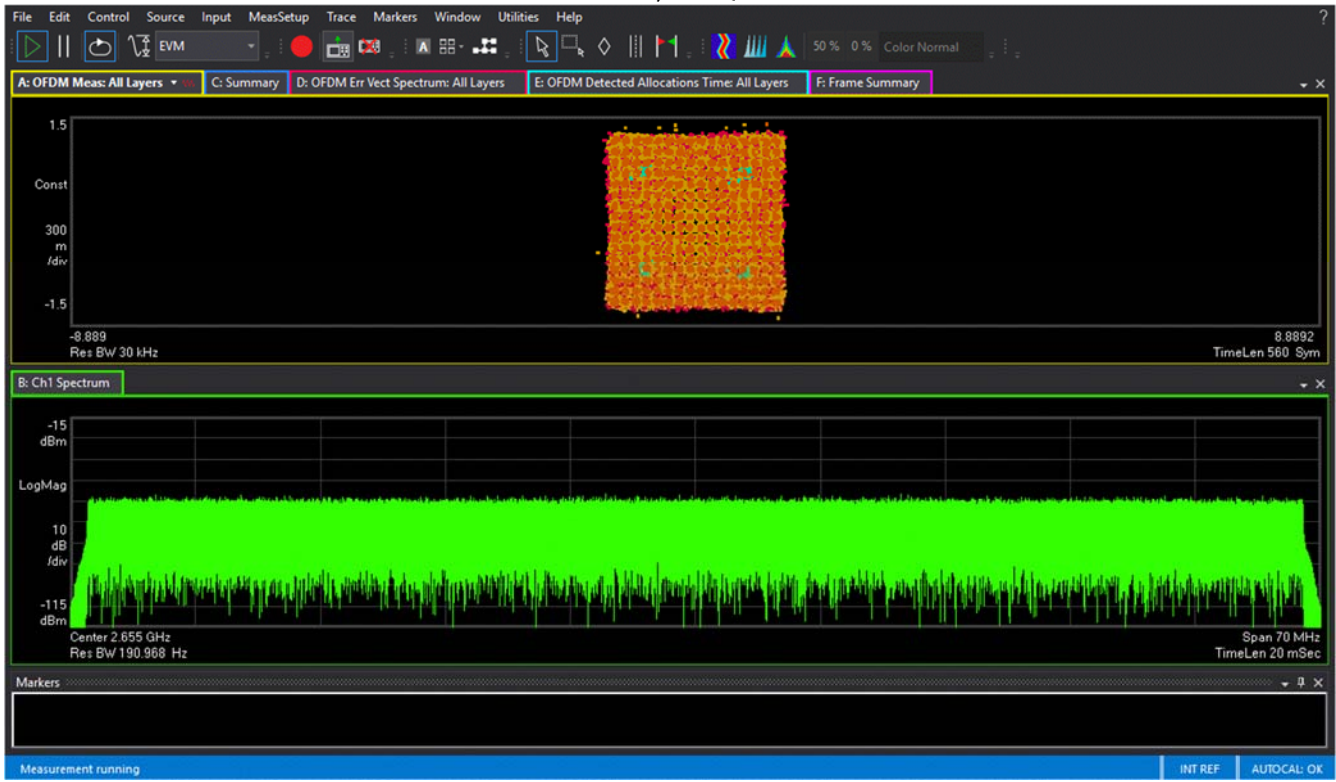 File Edit Control Source Input MeasSetup Trace Markers Window Utilities Help ?
EVM A 50 % 0 % Color Normal
A: OFDM Meas: All Layers C: Summary D: OFDM Err Vect Spectrum: All Layers E: OFDM Detected Allocations Time: All Layers F: Frame Summary
1.5
Const
300
m
/div
-1.5
-8.889 8.8892
Res BW 30 kHz TimeLen 560 Sym
B: Ch1 Spectrum
-15
dBm
LogMag
10
dB
/div
-115
dBm
Center 2.655 GHz Span 70 MHz
Res BW 190.968 Hz TimeLen 20 mSec
Markers
Measurement running INT REF AUTOCAL: OK